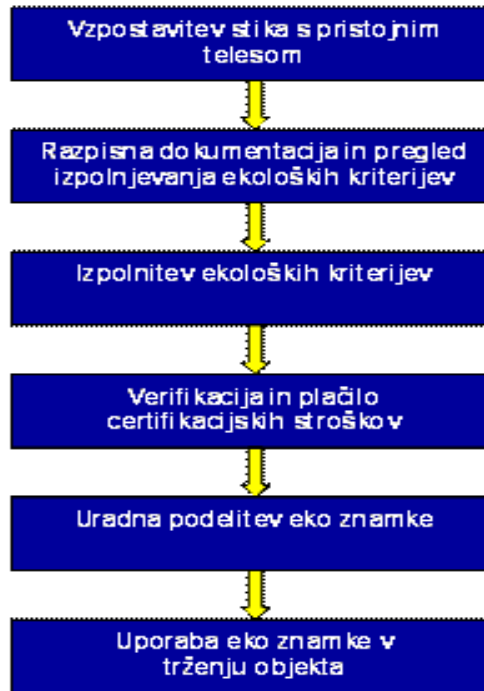 Vzpostavitev stika s pristojnim
telesom
Razpisna dokumentacija in pregled
izpolnjevanja ekoloških kriterijev
Izpolnitev ekoloških kriterijev
Verifikacija in plačilo
certifikacijskih stroškov
Uradna podelitev eko znamke
Uporaba eko znamke v
trženju objekta